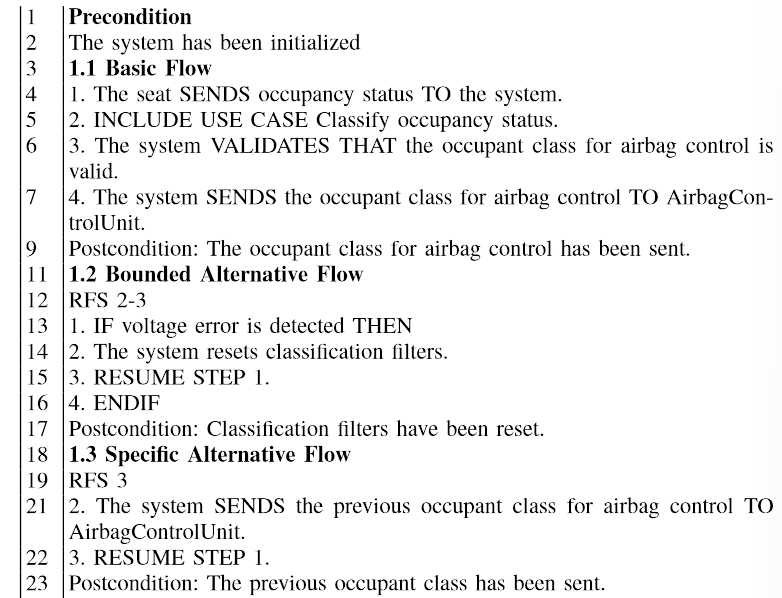 1 Precondition
2 The system has been initialized
3 1.1 Basic Flow
4 1. The seat SENDS occupancy status TO the system.
5 2. INCLUDE USE CASE Classify occupancy status.
6 3. The system VALIDATES THAT the occupant class for airbag control is
valid.
7 4. The system SENDS the occupant class for airbag control TO AirbagCon-
trolUnit.
9 Postcondition: The occupant class for airbag control has been sent.
11 1.2 Bounded Alternative Flow
12 RFS 2-3
13 1. IF voltage error is detected THEN
14 2. The system resets classification filters.
15 3. RESUME STEP 1.
16 4. ENDIF
17 Postcondition: Classification filters have been reset.
18 1.3 Specific Alternative Flow
19 RFS 3
21 2. The system SENDS the previous occupant class for airbag control TO
AirbagControlUnit.
22 3. RESUME STEP 1.
23 Postcondition: The previous occupant class has been sent.